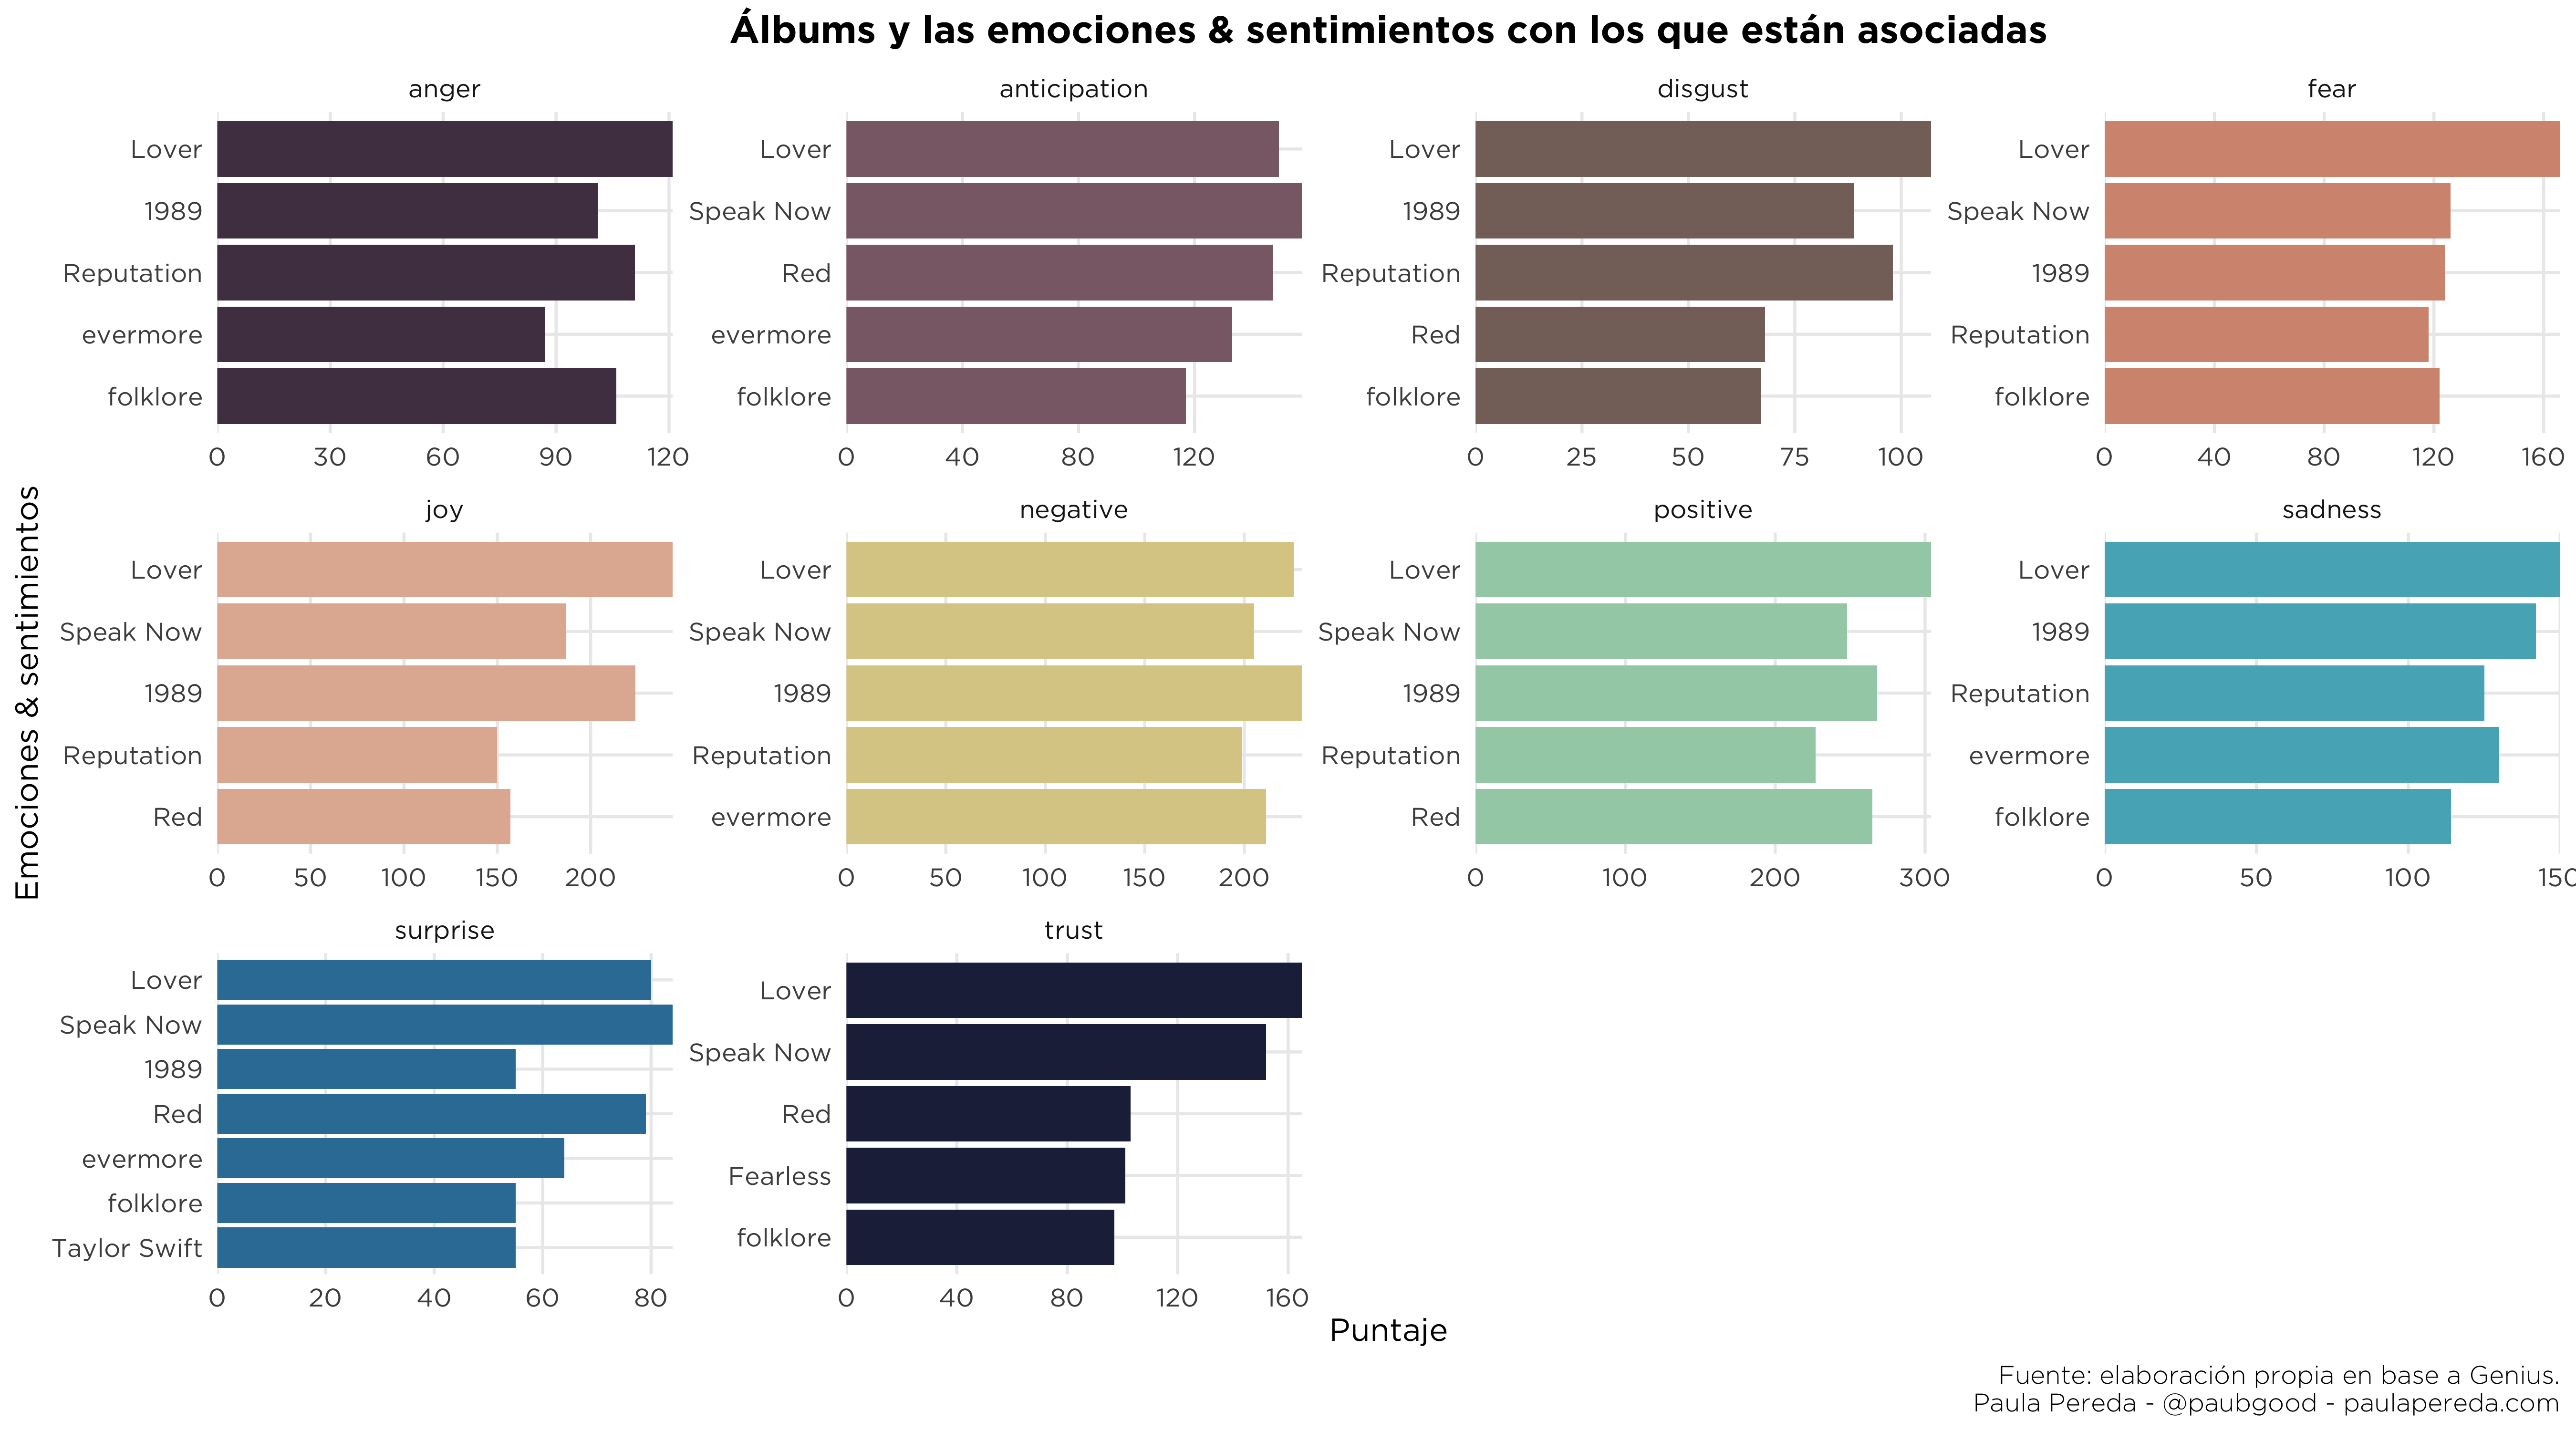 Álbums y las emociones & sentimientos con los que están asociadas
anger
Lover
1989
Reputation
evermore
folklore
0 30 60 90 120
anticipation
Lover
Speak Now
Red
evermore
folklore
0 40 80 120
disgust
Lover
1989
Reputation
Red
folklore
0 25 50 75 100
fear
Lover
Speak Now
1989
Reputation
folklore
0 40 80 120 160
Emociones & sentimientos
joy
Lover
Speak Now
1989
Reputation
Red
0 50 100 150 200
negative
Lover
Speak Now
1989
Reputation
evermore
0 50 100 150 200
positive
Lover
Speak Now
1989
Reputation
Red
0 100 200 300
sadness
Lover
1989
Reputation
evermore
folklore
0 50 100 150
surprise
Lover
Speak Now
1989
Red
evermore
folklore
Taylor Swift
0 20 40 60 80
trust
Lover
Speak Now
Red
Fearless
folklore
0 40 80 120 160
Puntaje
Fuente: elaboración propia en base a Genius.
Paula Pereda - @paubgood - paulapereda.com